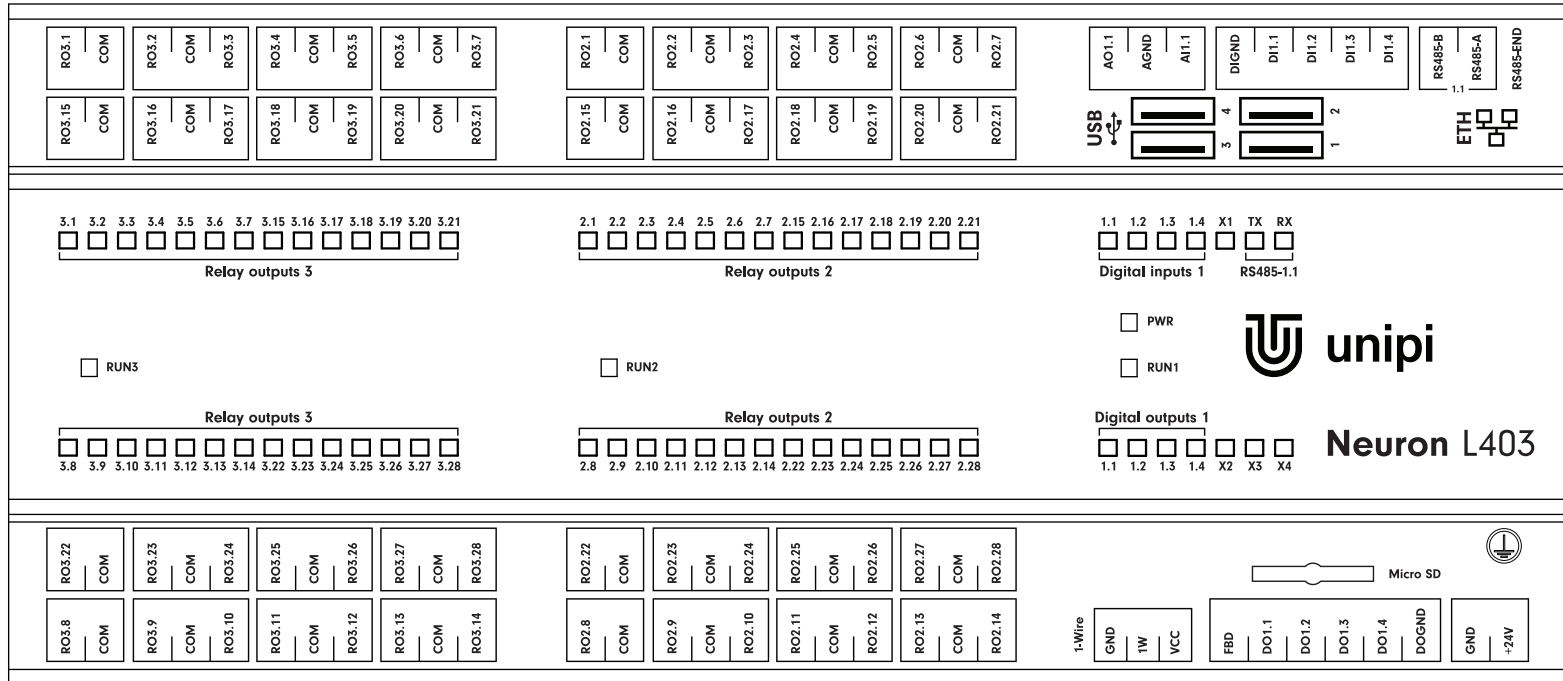 RO3.1 COM RO3.2 COM RO3.3 RO3.4 COM RO3.5 RO3.6 COM RO3.7 RO2.1 COM RO2.2 COM RO2.3 RO2.4 COM RO2.5 RO2.6 COM RO2.7 AO1.1 AGND AI1.1 DIGND DI1.1 DI1.2 DI1.3 DI1.4 RS485-B RS485-A RS485-END
1.1
RO3.15 COM RO3.16 COM RO3.17 RO3.18 COM RO3.19 RO3.20 COM RO3.21 RO2.15 COM RO2.16 COM RO2.17 RO2.18 COM RO2.19 RO2.20 COM RO2.21 USB 4 2 ETH
3 1
3.1 3.2 3.3 3.4 3.5 3.6 3.7 3.15 3.16 3.17 3.18 3.19 3.20 3.21 2.1 2.2 2.3 2.4 2.5 2.6 2.7 2.15 2.16 2.17 2.18 2.19 2.20 2.21 1.1 1.2 1.3 1.4 X1 TX RX
Relay outputs 3 Relay outputs 2 Digital inputs 1 RS485-1.1
PWR
unipi
RUN3 RUN2 RUN1
Relay outputs 3 Relay outputs 2 Digital outputs 1
Neuron L403
3.8 3.9 3.10 3.11 3.12 3.13 3.14 3.22 3.23 3.24 3.25 3.26 3.27 3.28 2.8 2.9 2.10 2.11 2.12 2.13 2.14 2.22 2.23 2.24 2.25 2.26 2.27 2.28 1.1 1.2 1.3 1.4 X2 X3 X4
RO3.22 COM RO3.23 COM RO3.24 RO3.25 COM RO3.26 RO3.27 COM RO3.28 RO2.22 COM RO2.23 COM RO2.24 RO2.25 COM RO2.26 RO2.27 COM RO2.28
Micro SD
RO3.8 COM RO3.9 COM RO3.10 RO3.11 COM RO3.12 RO3.13 COM RO3.14 RO2.8 COM RO2.9 COM RO2.10 RO2.11 COM RO2.12 RO2.13 COM RO2.14 1-Wire GND 1W VCC FBD DO1.1 DO1.2 DO1.3 DO1.4 DOGND GND +24V